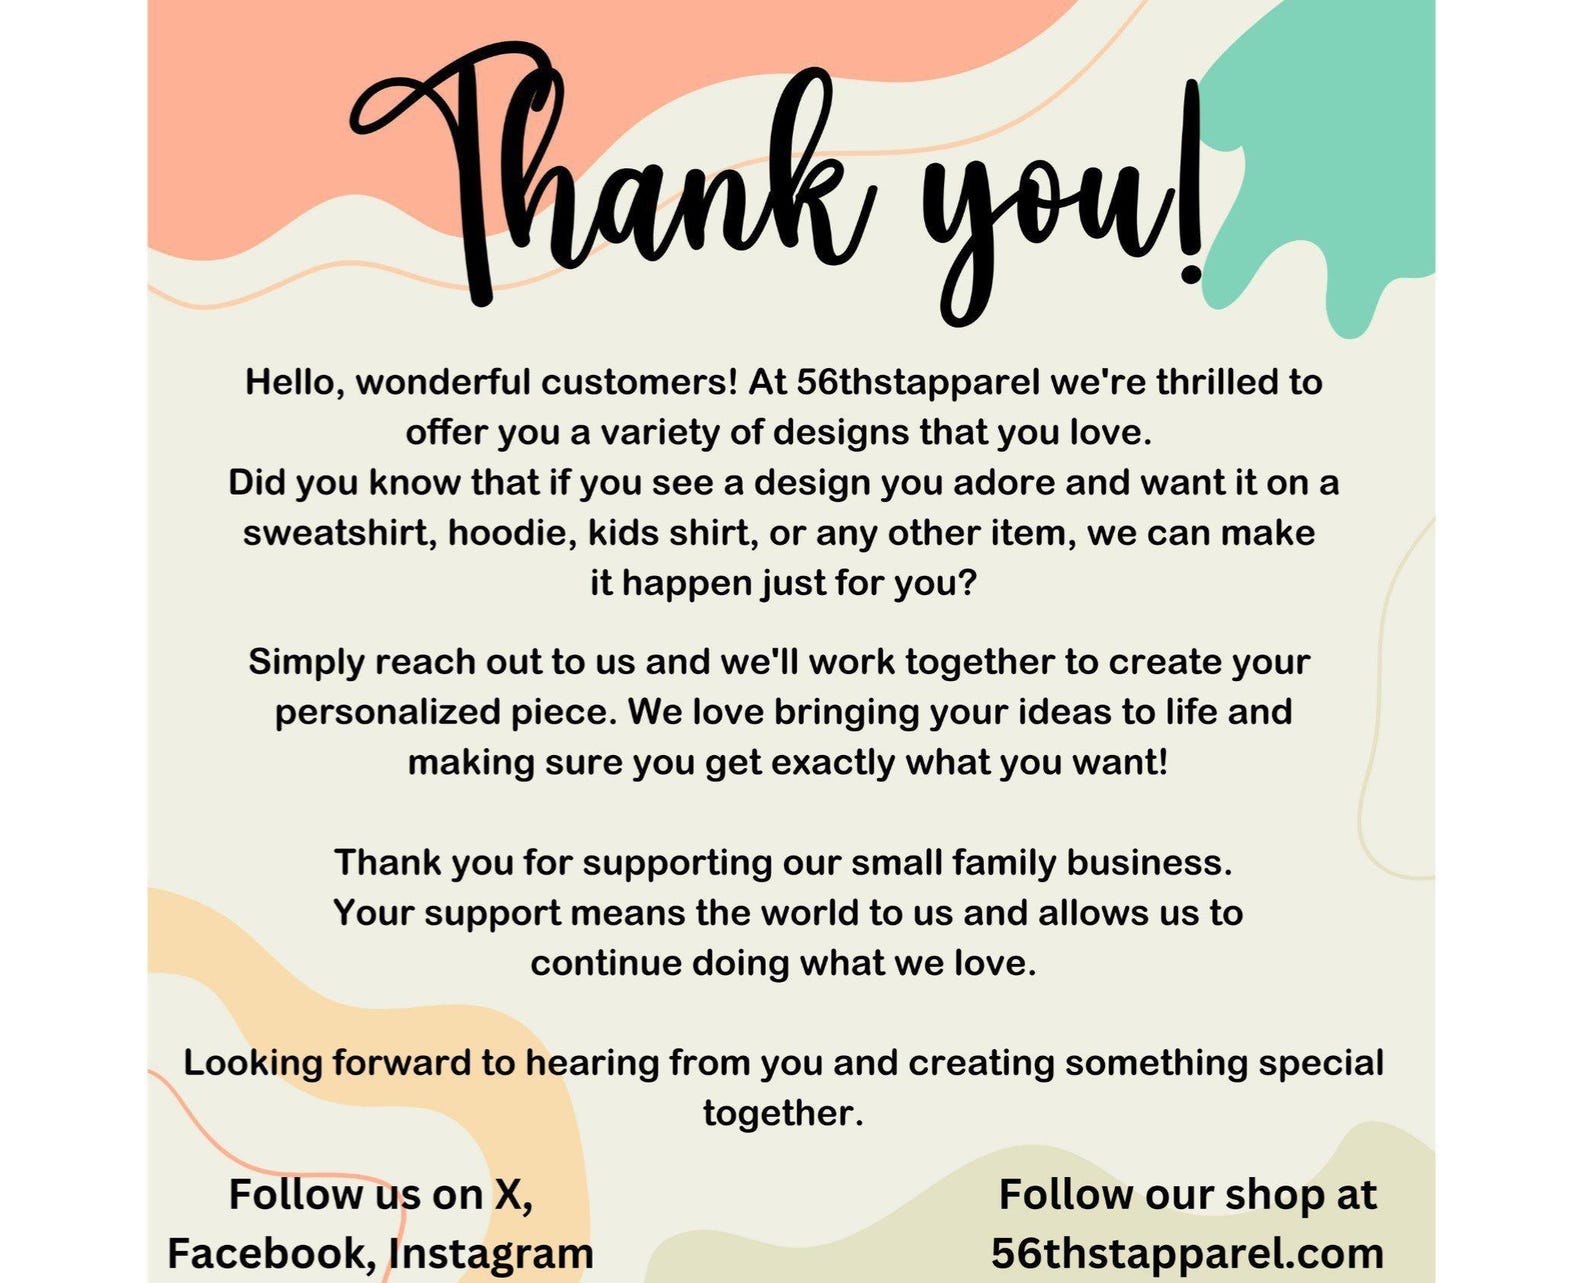 Thank you!
Hello, wonderful customers! At 56thstapparel we're thrilled to
offer you a variety of designs that you love.
Did you know that if you see a design you adore and want it on a
sweatshirt, hoodie, kids shirt, or any other item, we can make
it happen just for you?
Simply reach out to us and we'll work together to create your
personalized piece. We love bringing your ideas to life and
making sure you get exactly what you want!
Thank you for supporting our small family business.
Your support means the world to us and allows us to
continue doing what we love.
Looking forward to hearing from you and creating something special
together.
Follow us on X,
Facebook, Instagram
Follow our shop at
56thstapparel.com